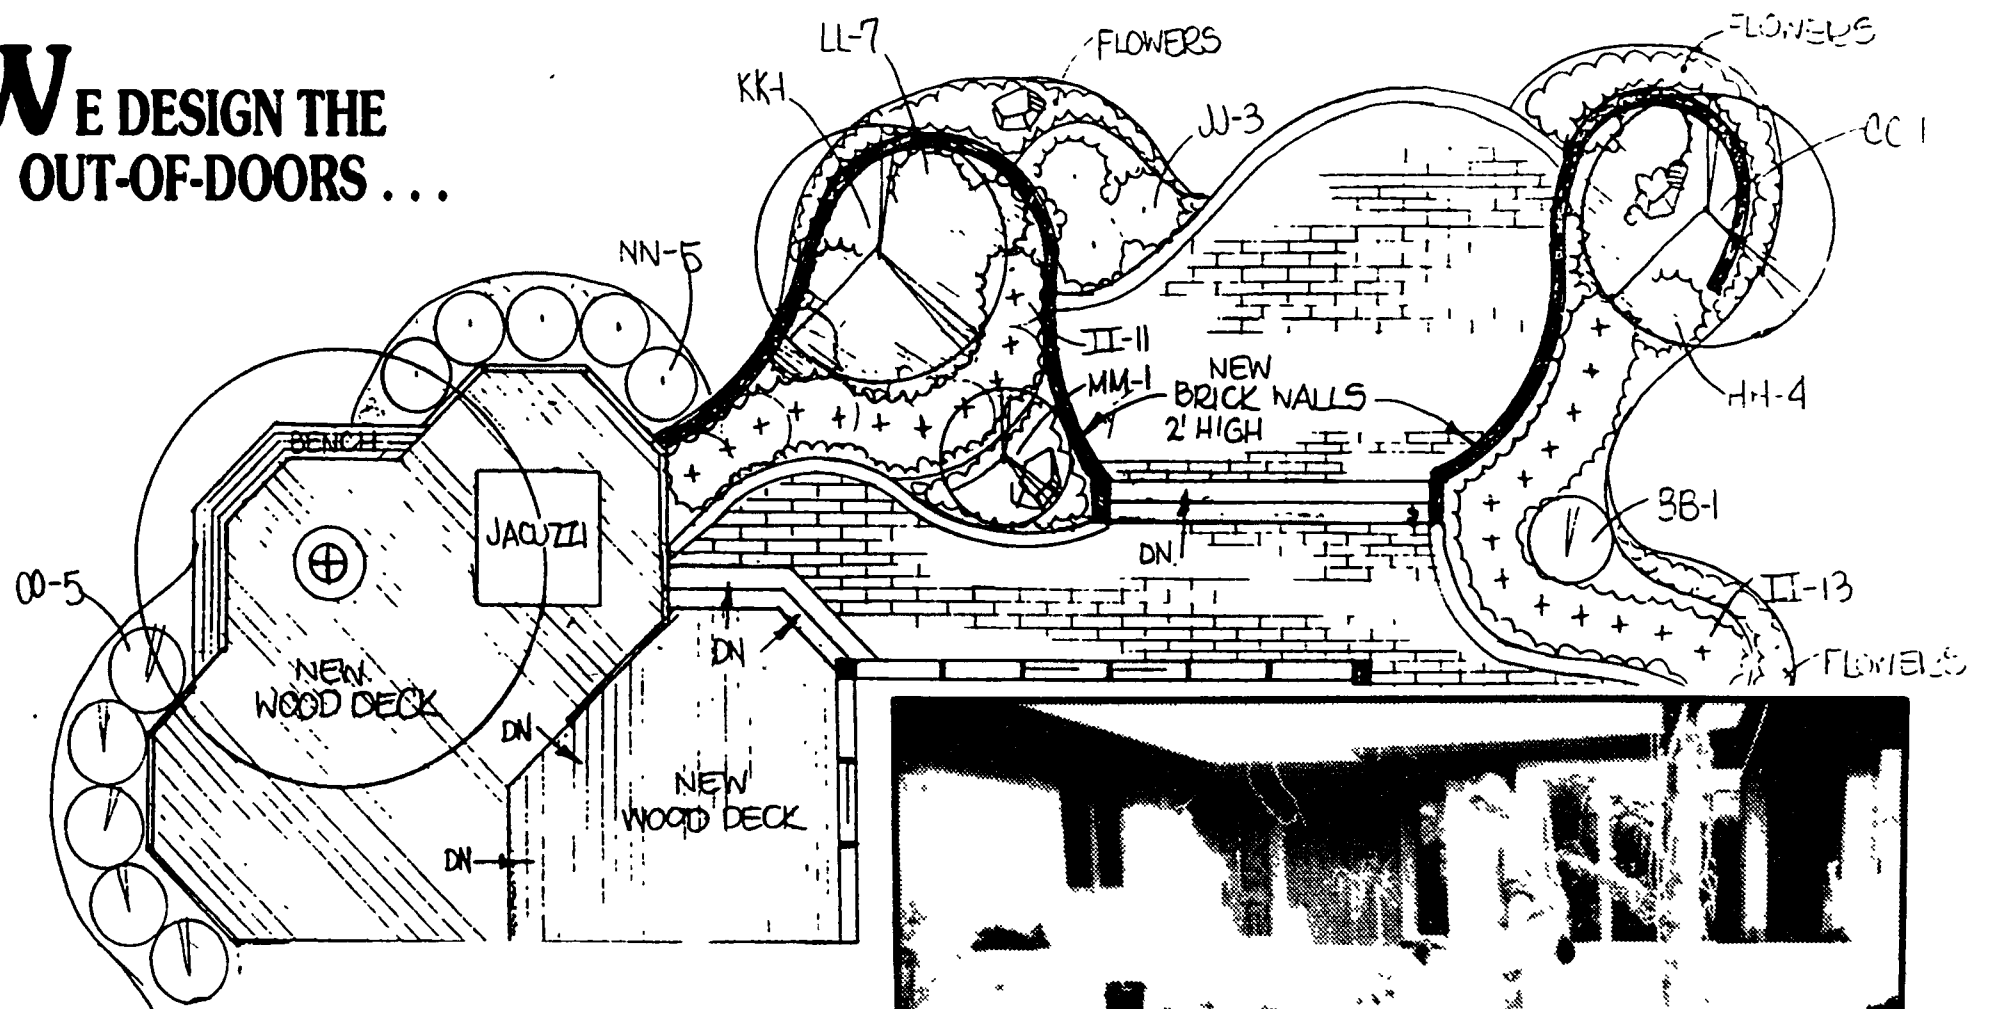 WE DESIGN THE
OUT-OF-DOORS . . .
LL-7
FLOWERS
FLOWERS
KK-1
JJ-3
CC 1
NN-5
II-11
MM-1
NEW
BRICK WALLS
2' HIGH
HH-4
BENCH
JACUZZI
BB-1
DN.
OO-5
II-13
DN
NEW
WOOD DECK
FLOWERS
DN
NEW
WOOD DECK
DN